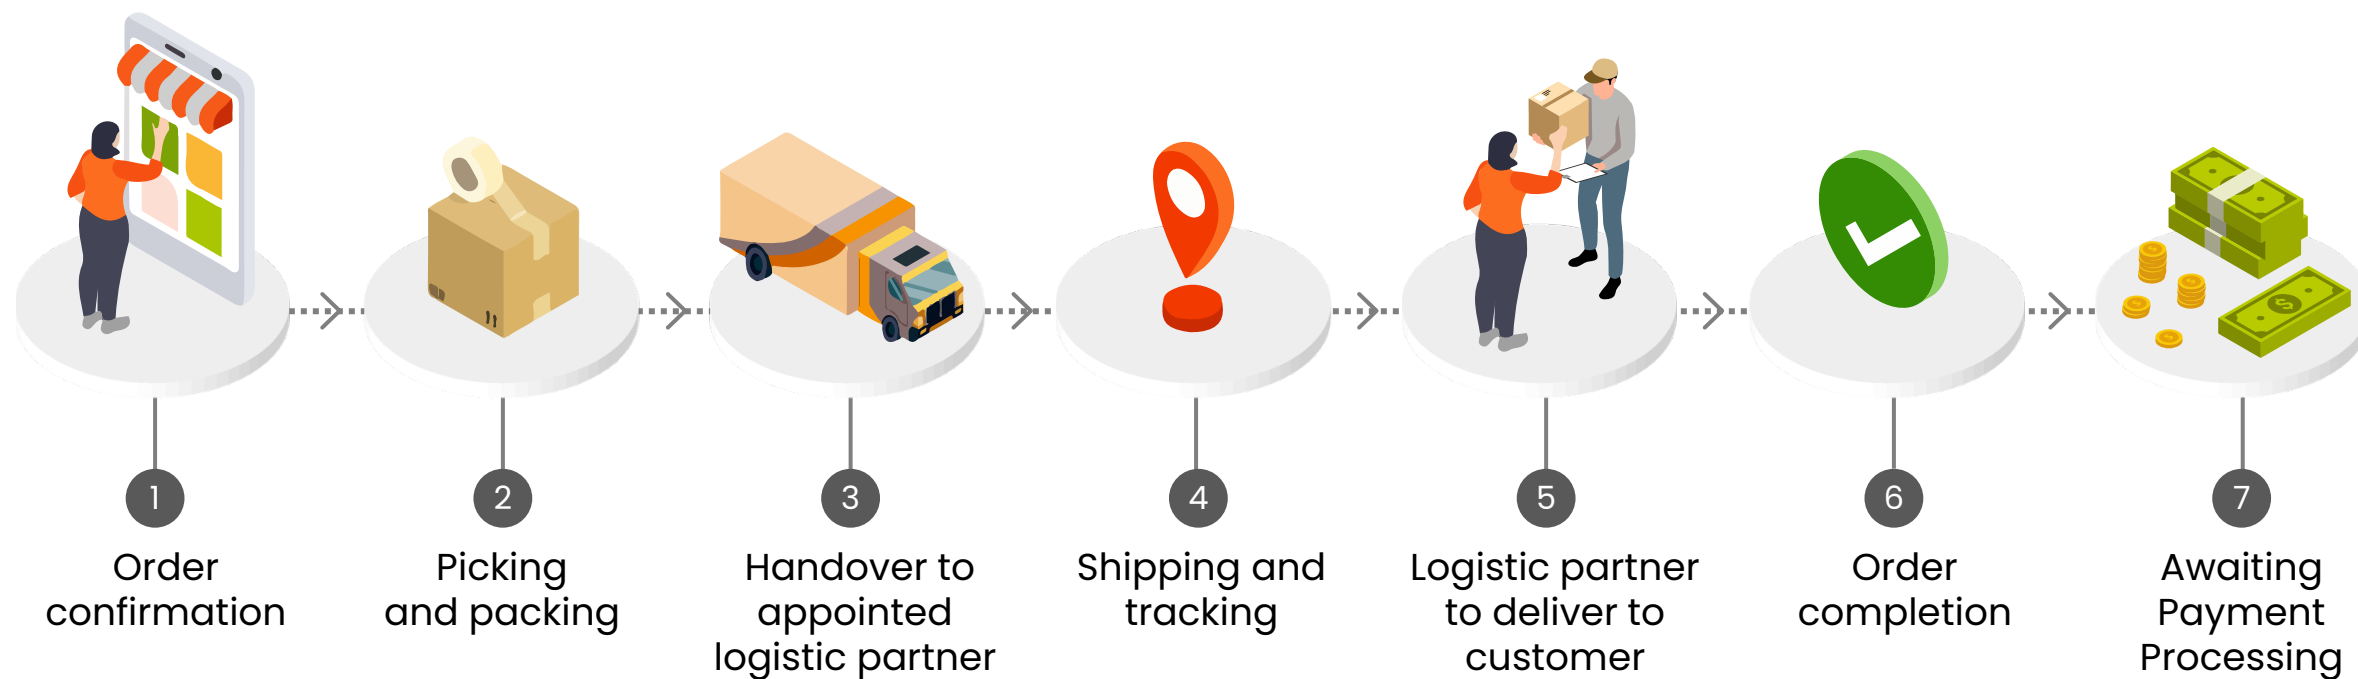 1
Order
confirmation
2
Picking
and packing
3
Handover to
appointed
logistic partner
4
Shipping and
tracking
5
Logistic partner
to deliver to
customer
6
Order
completion
7
Awaiting
Payment
Processing